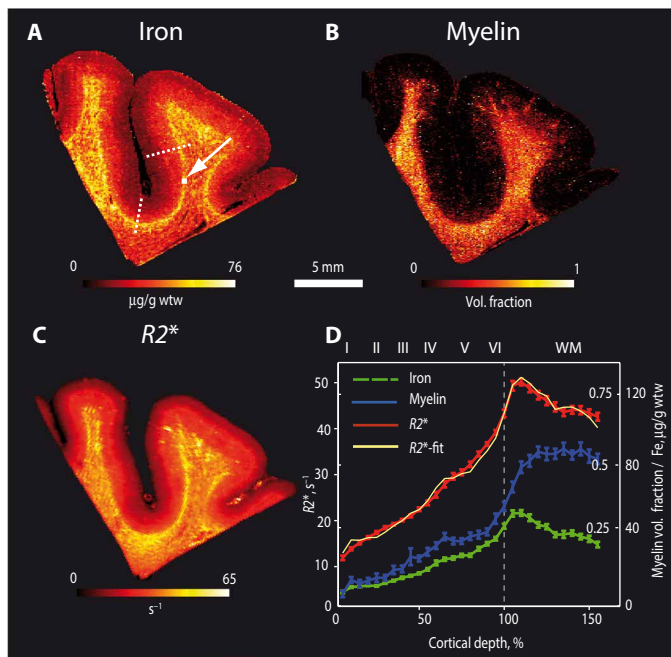 A Iron
B Myelin
0 76
µg/g wtw
5 mm
0 1
Vol. fraction
C R2*
0 65
s⁻¹
D
I II III IV V VI WM
Iron
Myelin
R2*
R2*-fit
50
40
30
20
10
0
R2*, s⁻¹
0.75 120
0.5 80
0.25 40
0
Myelin vol. fraction / Fe, µg/g wtw
0 50 100 150
Cortical depth, %